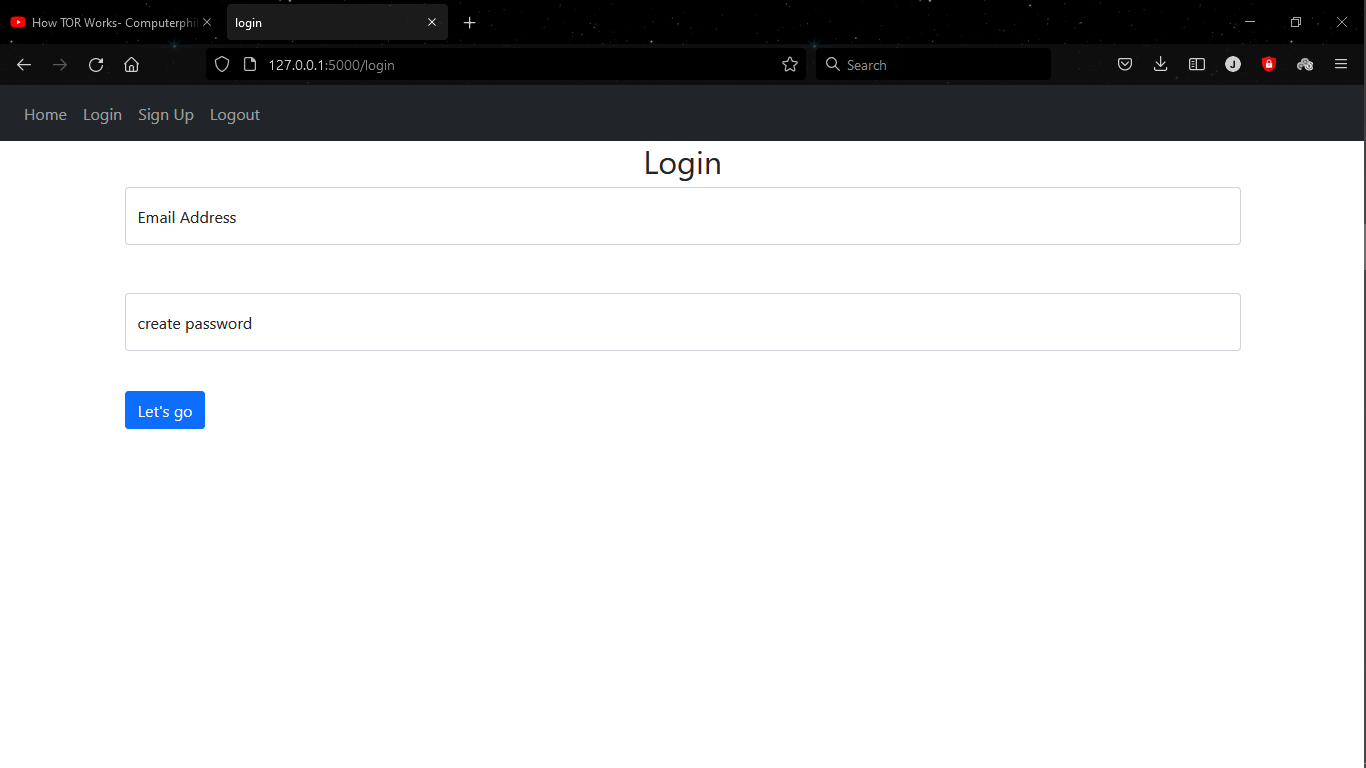 How TOR Works- Computerphi
login
127.0.0.1:5000/login
Search
J
Home Login Sign Up Logout
Login
Email Address
create password
Let's go